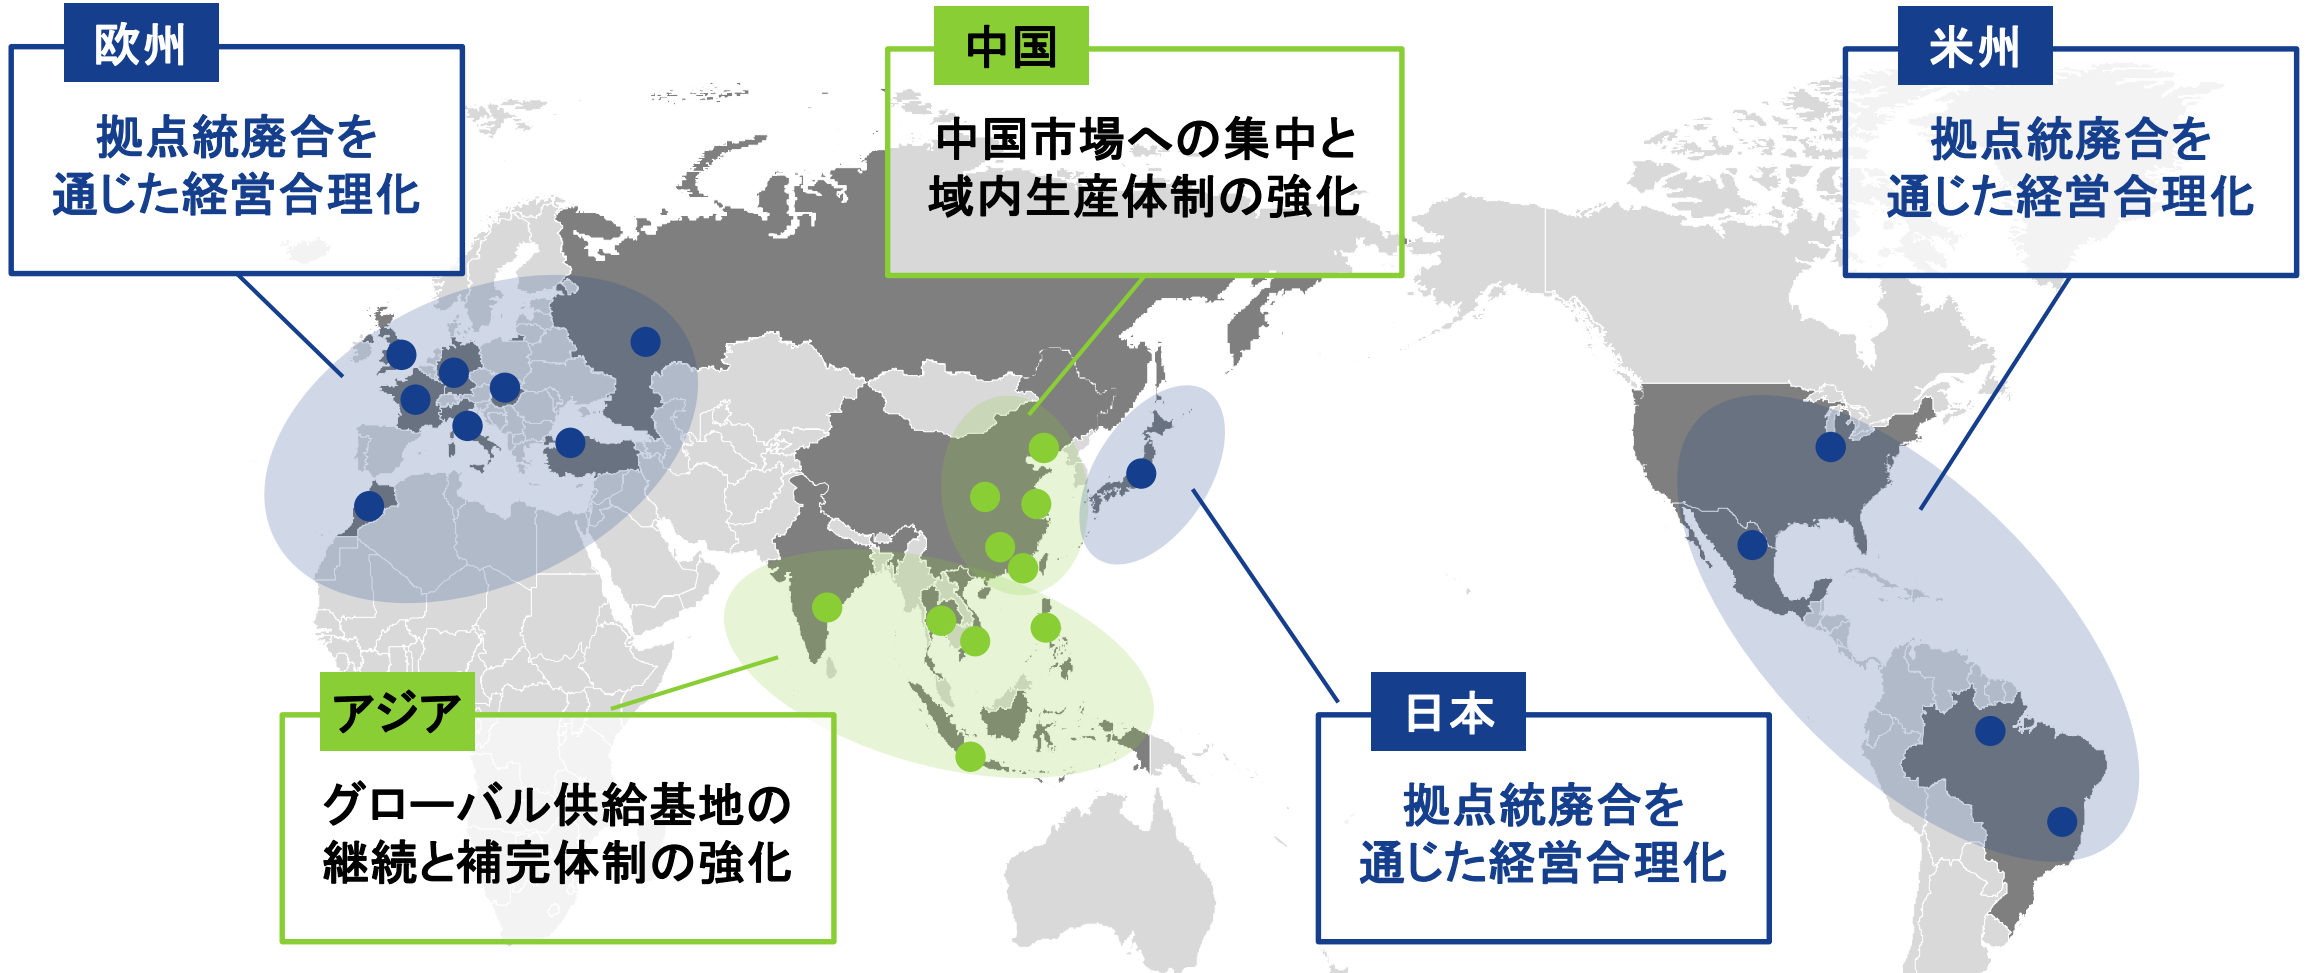 欧州
拠点統廃合を
通じた経営合理化
中国
中国市場への集中と
域内生産体制の強化
米州
拠点統廃合を
通じた経営合理化
アジア
グローバル供給基地の
継続と補完体制の強化
日本
拠点統廃合を
通じた経営合理化